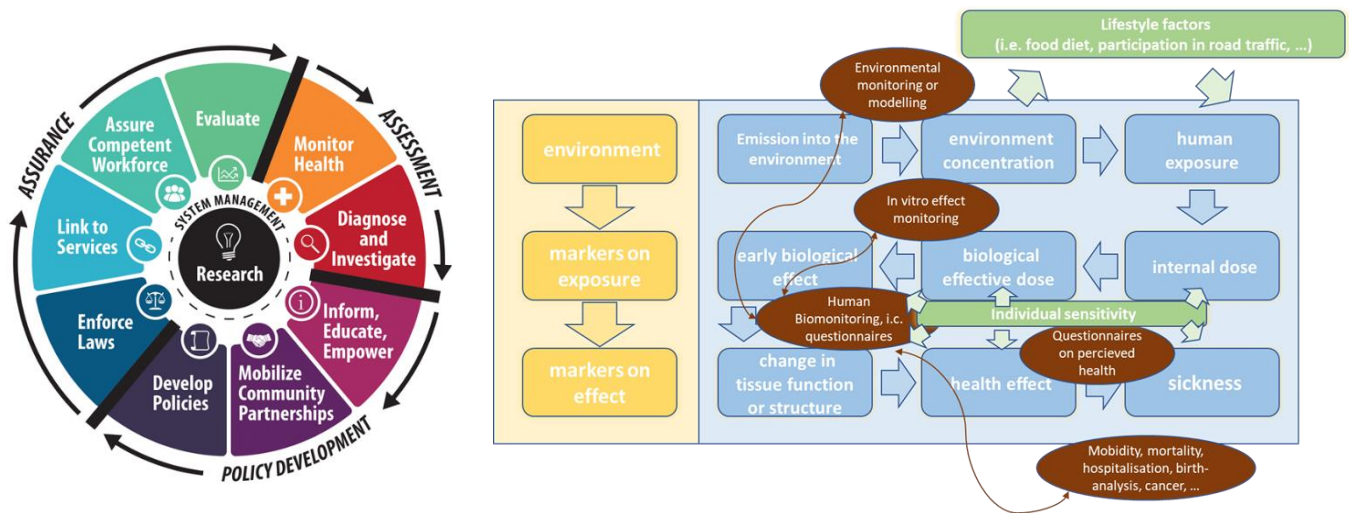 ASSURANCE
ASSESSMENT
POLICY DEVELOPMENT
SYSTEM MANAGEMENT
Research
Evaluate
Monitor
Health
Diagnose
and
Investigate
Inform,
Educate,
Empower
Mobilize
Community
Partnerships
Develop
Policies
Enforce
Laws
Link to
Services
Assure
Competent
Workforce
Lifestyle factors
(i.e. food diet, participation in road traffic, ...)
Environmental
monitoring or
modelling
environment
Emission into the
environment
environment
concentration
human
exposure
In vitro effect
monitoring
markers on
exposure
early biological
effect
biological
effective dose
internal dose
Individual sensitivity
Human
Biomonitoring, i.c.
questionnaires
Questionnaires
on percieved
health
markers on
effect
change in
tissue function
or structure
health effect
sickness
Mobidity, mortality,
hospitalisation, birth-
analysis, cancer, ...